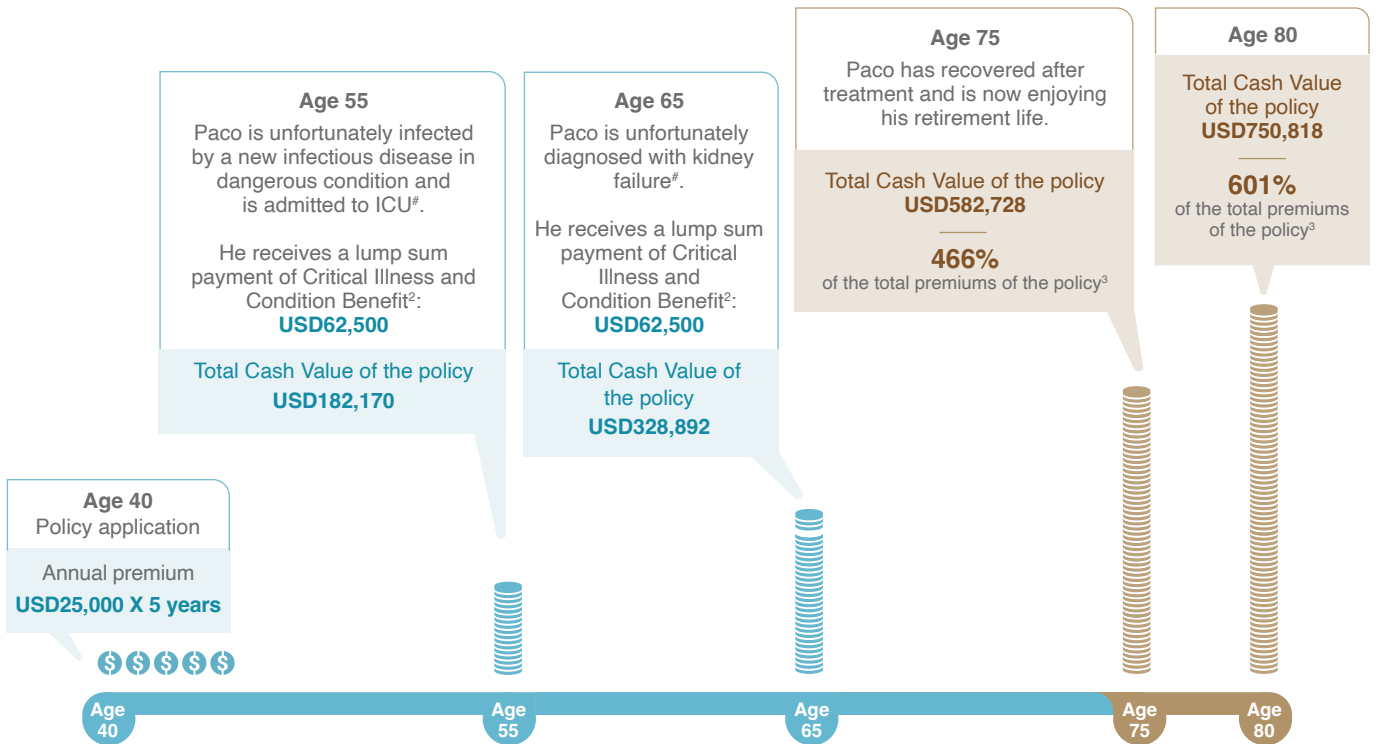 Age 40
Policy application
Annual premium
USD25,000 X 5 years
$ $ $ $ $
Age 55
Paco is unfortunately infected
by a new infectious disease in
dangerous condition and
is admitted to ICU#.
He receives a lump sum
payment of Critical Illness and
Condition Benefit2:
USD62,500
Total Cash Value of the policy
USD182,170
Age 65
Paco is unfortunately
diagnosed with kidney
failure#.
He receives a lump sum
payment of Critical
Illness and
Condition Benefit2:
USD62,500
Total Cash Value of
the policy
USD328,892
Age 75
Paco has recovered after
treatment and is now enjoying
his retirement life.
Total Cash Value of the policy
USD582,728
466%
of the total premiums of the policy3
Age 80
Total Cash Value
of the policy
USD750,818
601%
of the total premiums
of the policy3
Age
40
Age
55
Age
65
Age
75
Age
80